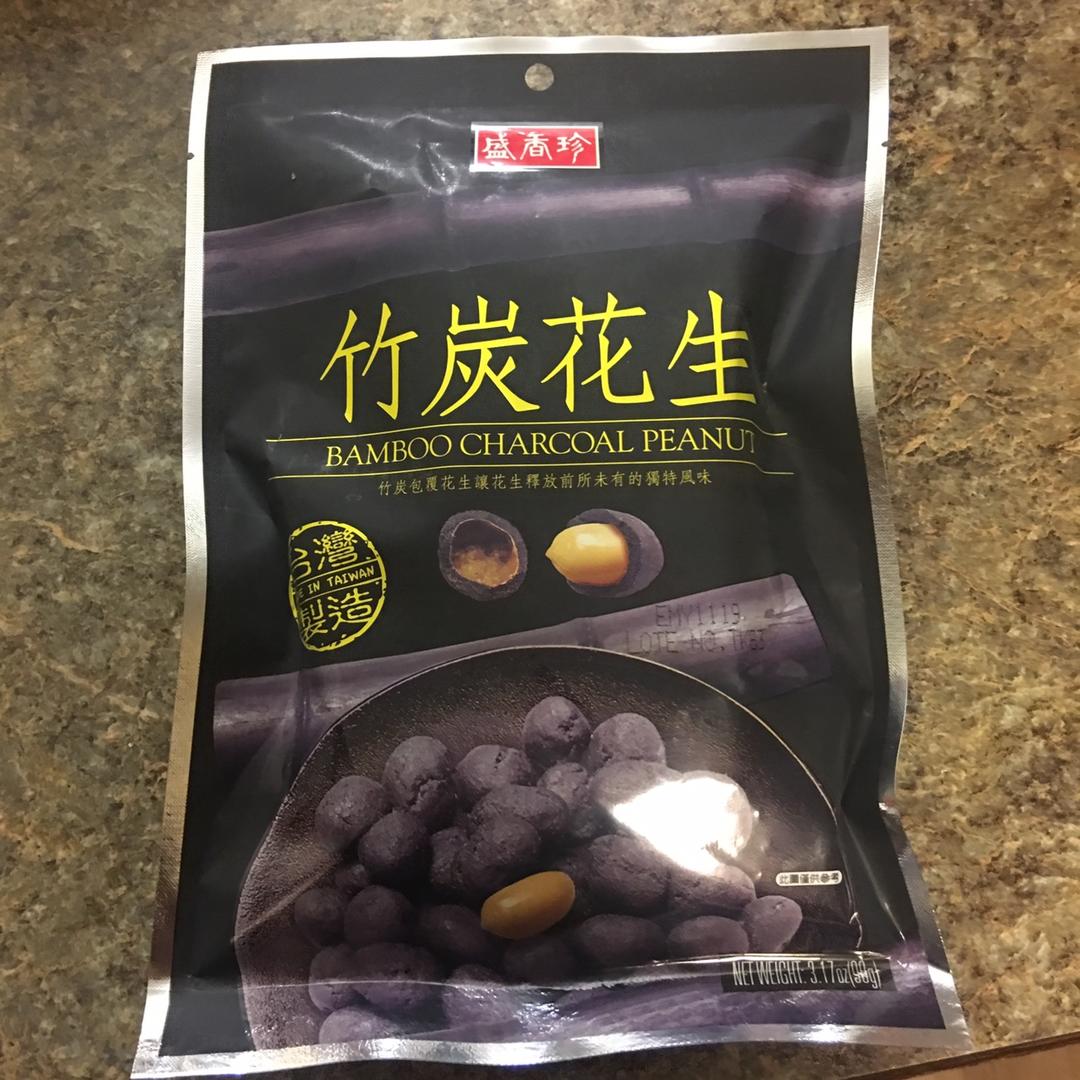 盛香珍
竹炭花生
BAMBOO CHARCOAL PEANUT
竹炭包覆花生讓花生釋放前所未有的獨特風味
台灣
IN TAIWAN
製造
EMY1119
LOTE NO.
此圖僅供參考
NET WEIGHT: 3.17oz(90g)